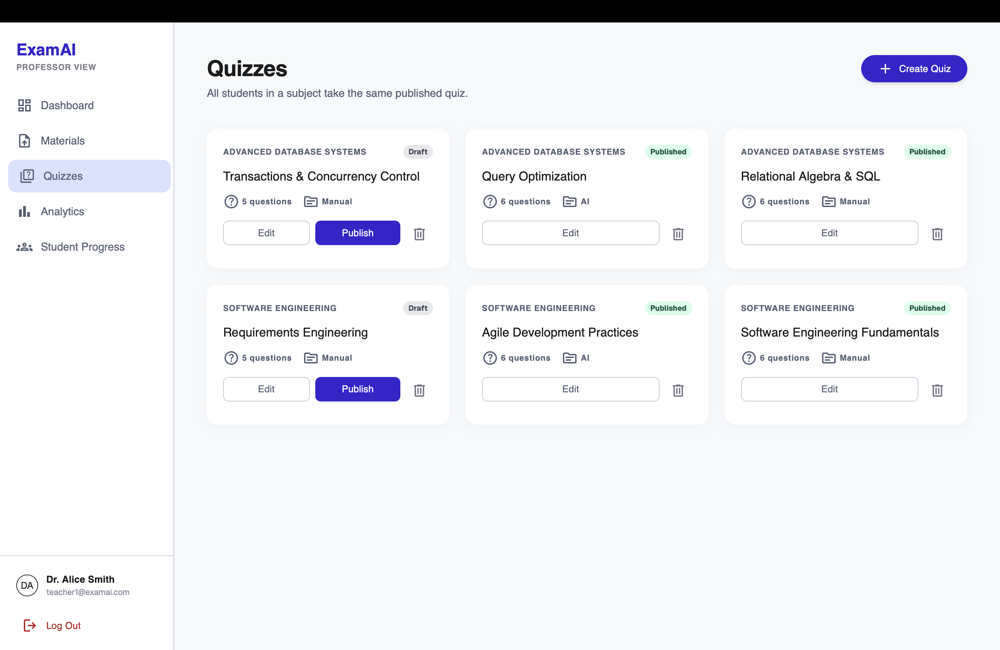 ExamAI
PROFESSOR VIEW
Dashboard
Materials
Quizzes
Analytics
Student Progress
Dr. Alice Smith
DA
teacher1@examai.com
Log Out
Quizzes
All students in a subject take the same published quiz.
Create Quiz
ADVANCED DATABASE SYSTEMS Draft
Transactions & Concurrency Control
5 questions Manual
Edit Publish
ADVANCED DATABASE SYSTEMS Published
Query Optimization
6 questions AI
Edit
ADVANCED DATABASE SYSTEMS Published
Relational Algebra & SQL
6 questions Manual
Edit
SOFTWARE ENGINEERING Draft
Requirements Engineering
5 questions Manual
Edit Publish
SOFTWARE ENGINEERING Published
Agile Development Practices
6 questions AI
Edit
SOFTWARE ENGINEERING Published
Software Engineering Fundamentals
6 questions Manual
Edit